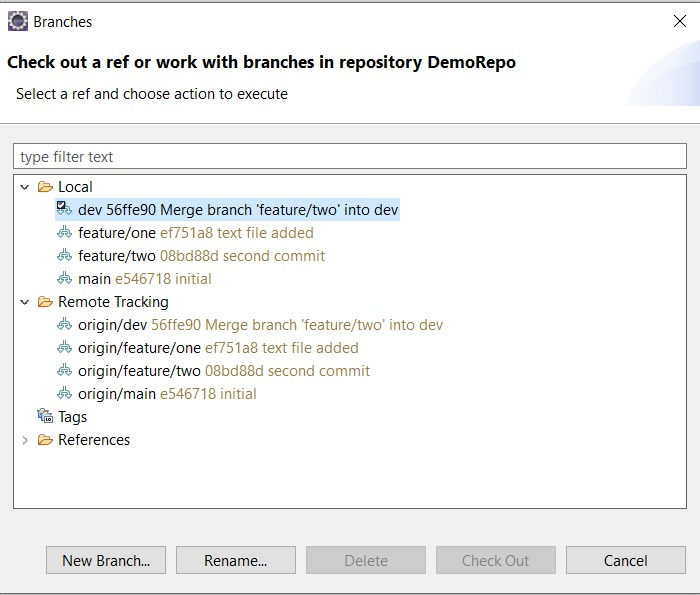 Branches
Check out a ref or work with branches in repository DemoRepo
Select a ref and choose action to execute
type filter text
Local
dev 56ffe90 Merge branch 'feature/two' into dev
feature/one ef751a8 text file added
feature/two 08bd88d second commit
main e546718 initial
Remote Tracking
origin/dev 56ffe90 Merge branch 'feature/two' into dev
origin/feature/one ef751a8 text file added
origin/feature/two 08bd88d second commit
origin/main e546718 initial
Tags
References
New Branch... Rename... Delete Check Out Cancel